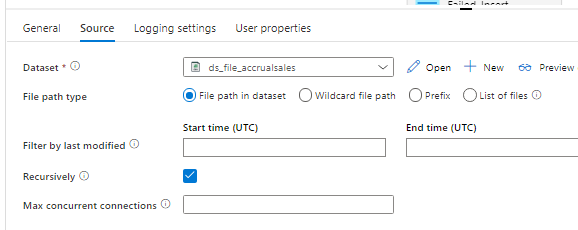 Failed_Insert
General Source Logging settings User properties
Dataset * ds_file_accrualsales Open New Preview
File path type File path in dataset Wildcard file path Prefix List of files
Start time (UTC) End time (UTC)
Filter by last modified
Recursively
Max concurrent connections